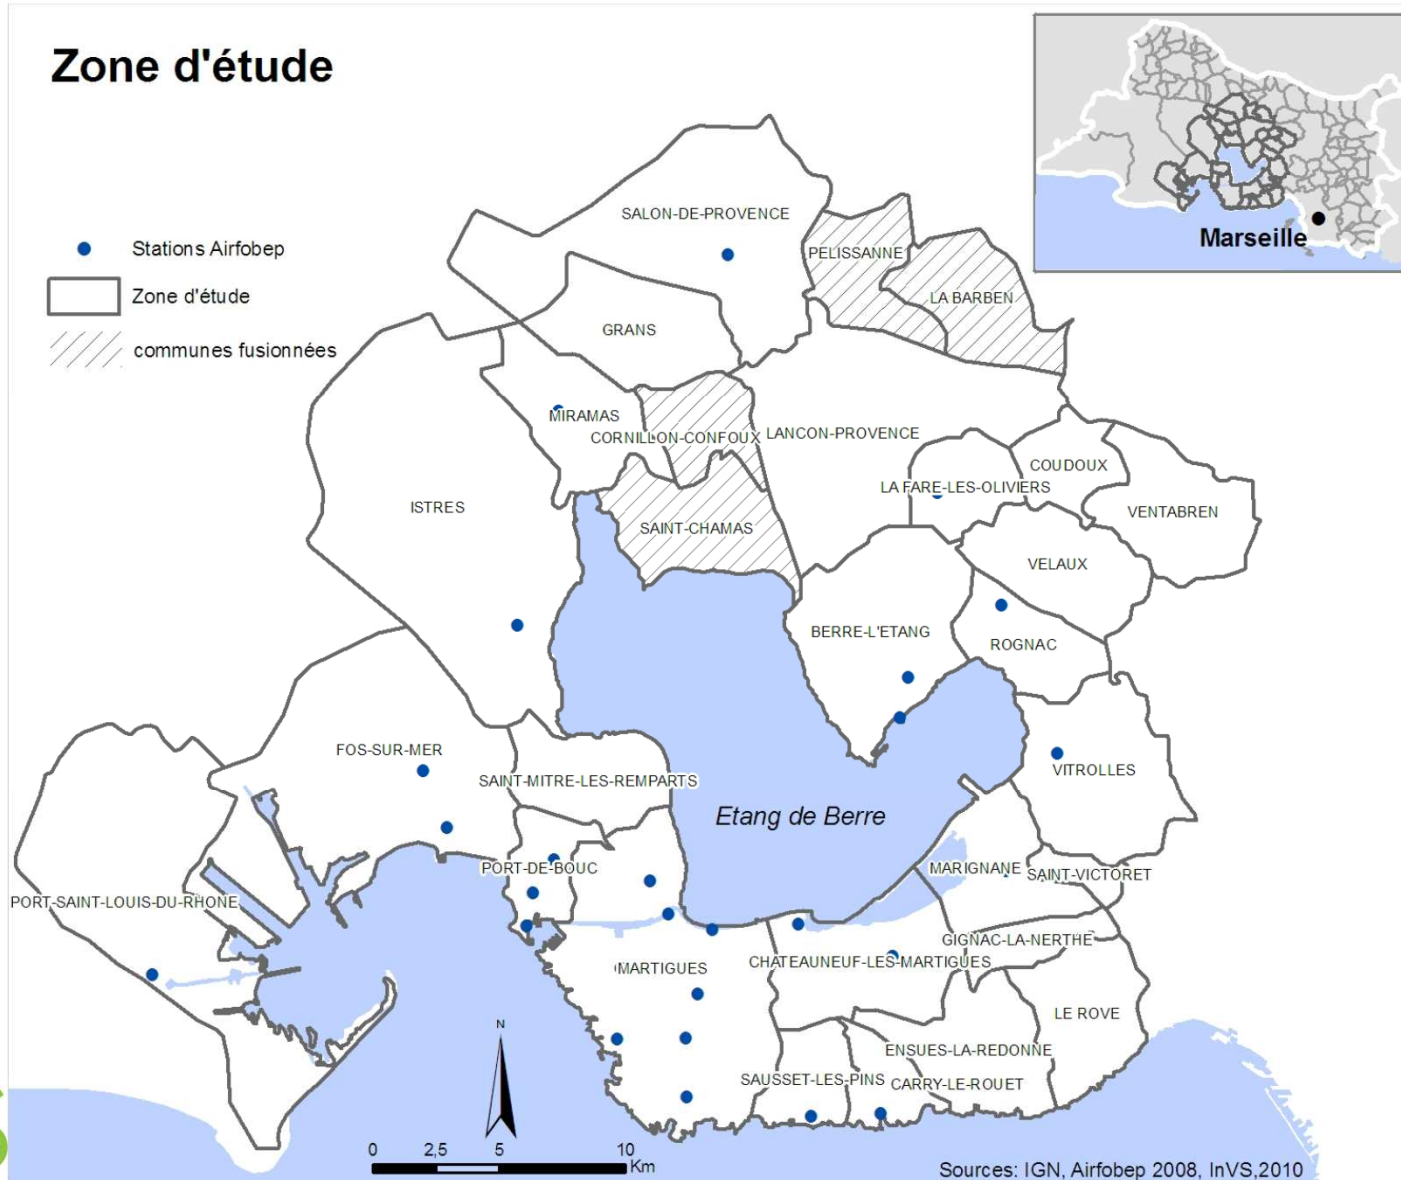 Zone d'étude
Marseille
Stations Airfobep
Zone d'étude
communes fusionnées
SALON-DE-PROVENCE
PELISSANNE
LA BARBEN
GRANS
MIRAMAS
CORNILLON-CONFOUX
LANCON-PROVENCE
COUDOUX
LA FARE-LES-OLIVIERS
VENTABREN
ISTRES
SAINT-CHAMAS
VELAUX
BERRE-L'ETANG
ROGNAC
FOS-SUR-MER
SAINT-MITRE-LES-REMPARTS
VITROLLES
Etang de Berre
PORT-DE-BOUC
MARIGNANE
SAINT-VICTORET
PORT-SAINT-LOUIS-DU-RHONE
GIGNAC-LA-NERTHE
MARTIGUES
CHATEAUNEUF-LES-MARTIGUES
LE ROVE
N
ENSUES-LA-REDONNE
SAUSSET-LES-PINS
CARRY-LE-ROUET
0 2,5 5 10
Km
Sources: IGN, Airfobep 2008, InVS,2010